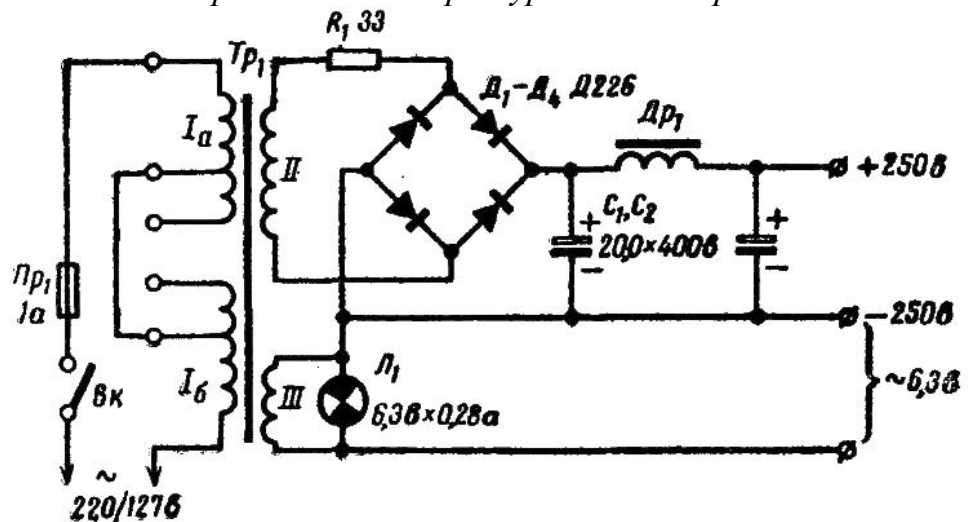 R₁ 33
Тр₁
Д₁–Д₄ Д226
Др₁
Iа
II
+250в
C₁,C₂
20,0×400в
+
−
+
−
Пр₁
1а
−250в
Вк
Iб
III
Л₁
6,3в×0,28а
~6,3в
~
220/127в